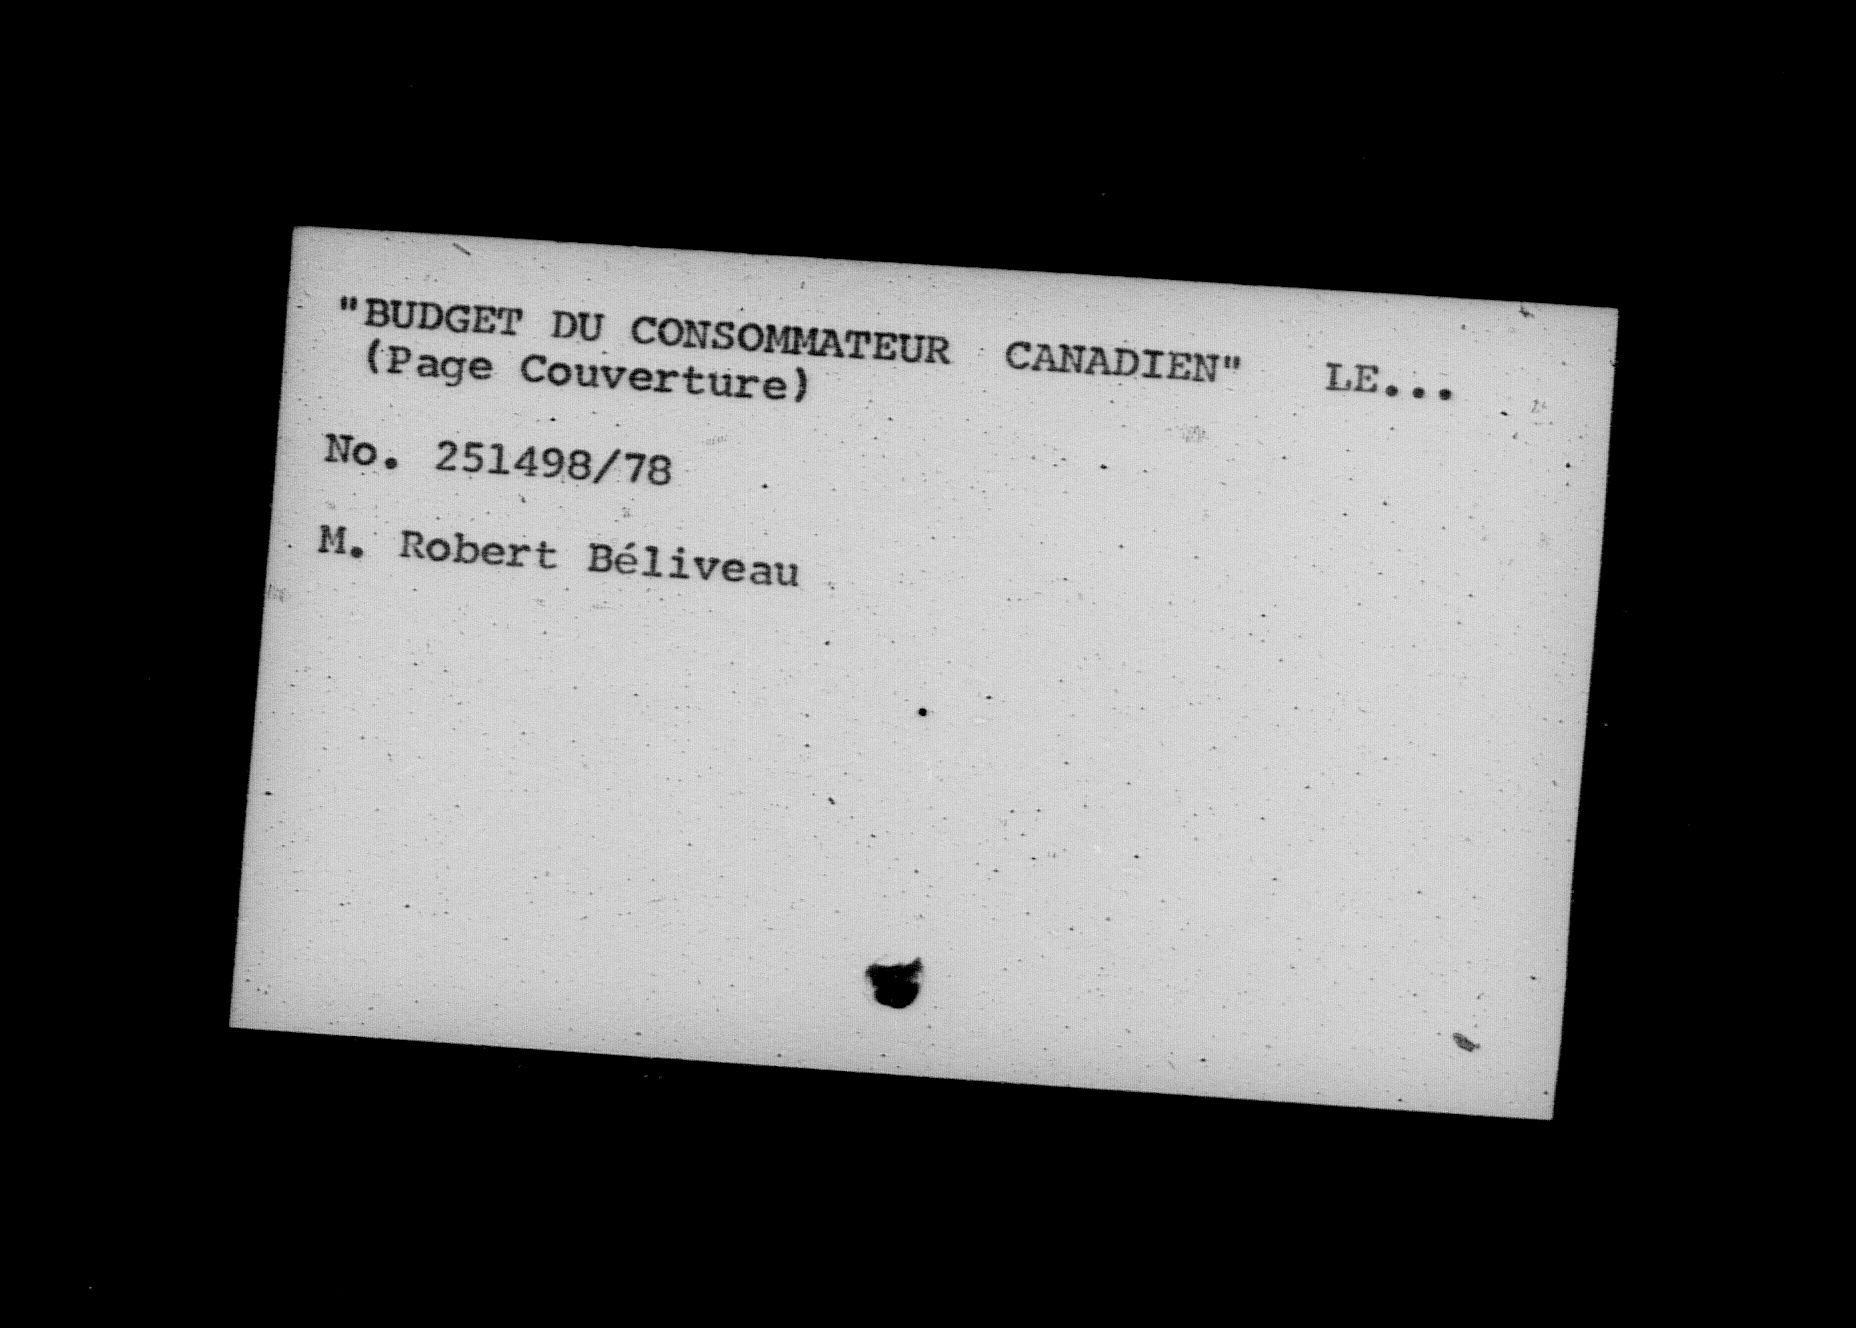 "BUDGET DU CONSOMMATEUR CANADIEN" LE...
(Page Couverture)
No. 251498/78
M. Robert Béliveau